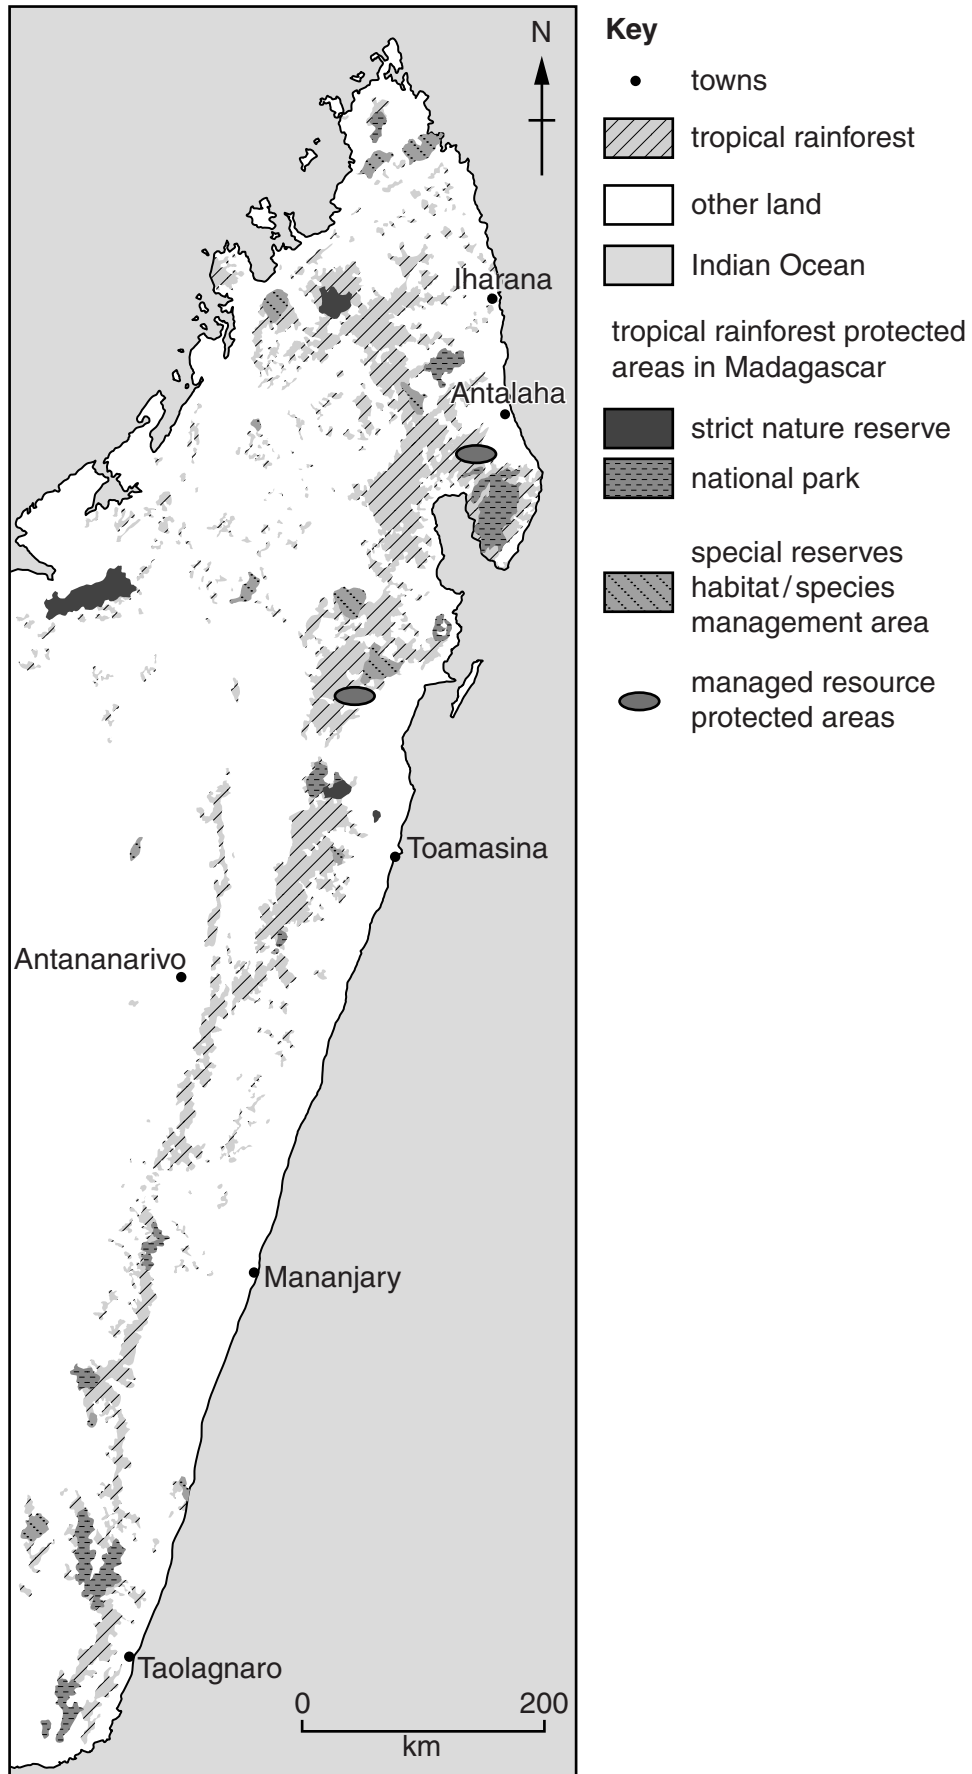 N
Iharana
Antalaha
Toamasina
Antananarivo
Mananjary
Taolagnaro
0 200
km
Key
towns
tropical rainforest
other land
Indian Ocean
tropical rainforest protected
areas in Madagascar
strict nature reserve
national park
special reserves
habitat/species
management area
managed resource
protected areas